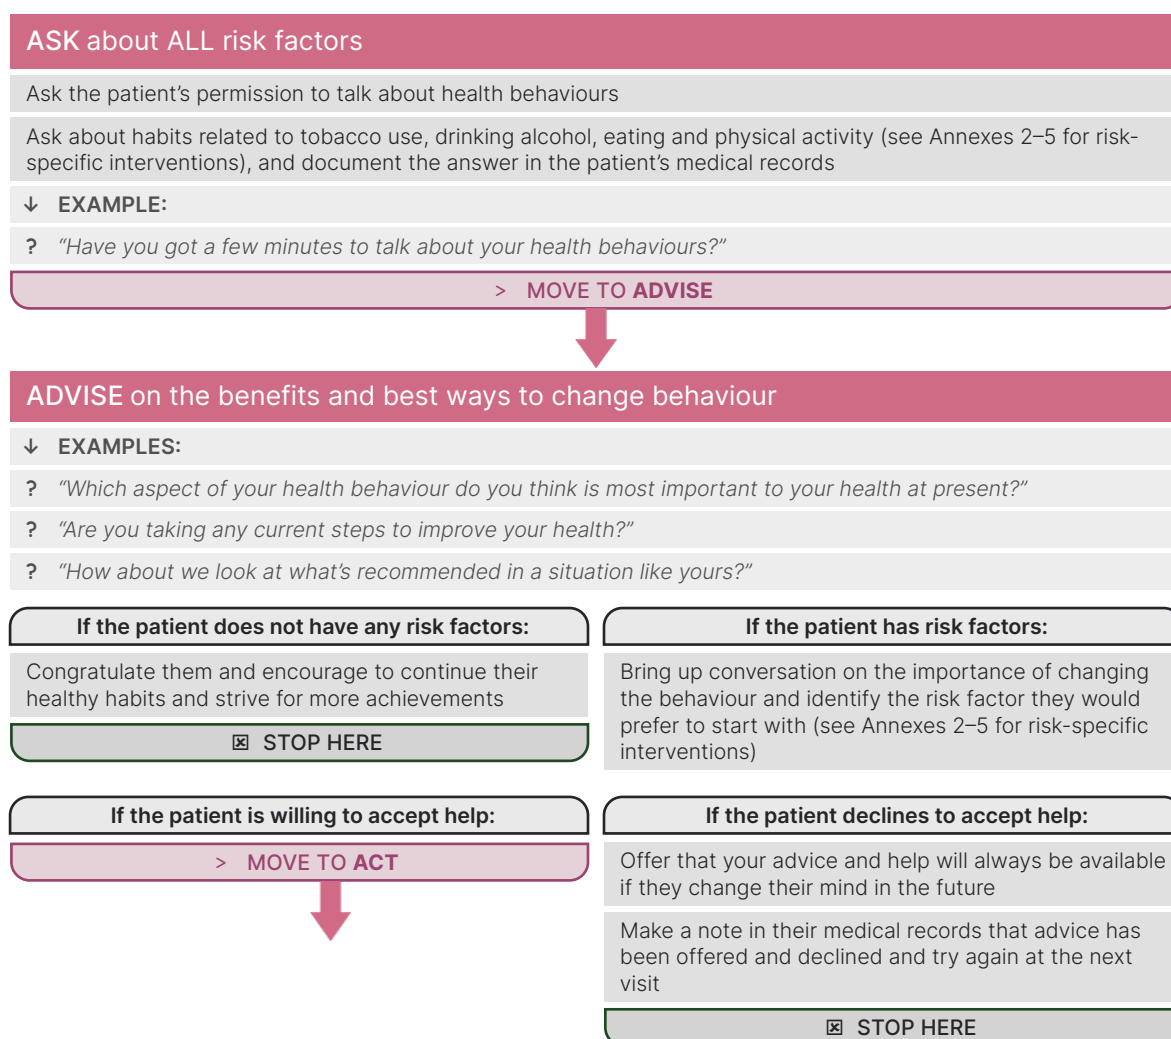 ASK about ALL risk factors
Ask the patient’s permission to talk about health behaviours
Ask about habits related to tobacco use, drinking alcohol, eating and physical activity (see Annexes 2–5 for risk-
specific interventions), and document the answer in the patient’s medical records
↓ EXAMPLE:
? “Have you got a few minutes to talk about your health behaviours?”
> MOVE TO ADVISE
ADVISE on the benefits and best ways to change behaviour
↓ EXAMPLES:
? “Which aspect of your health behaviour do you think is most important to your health at present?”
? “Are you taking any current steps to improve your health?”
? “How about we look at what’s recommended in a situation like yours?”
If the patient does not have any risk factors:
Congratulate them and encourage to continue their
healthy habits and strive for more achievements
☒ STOP HERE
If the patient has risk factors:
Bring up conversation on the importance of changing
the behaviour and identify the risk factor they would
prefer to start with (see Annexes 2–5 for risk-specific
interventions)
If the patient is willing to accept help:
> MOVE TO ACT
If the patient declines to accept help:
Offer that your advice and help will always be available
if they change their mind in the future
Make a note in their medical records that advice has
been offered and declined and try again at the next
visit
☒ STOP HERE